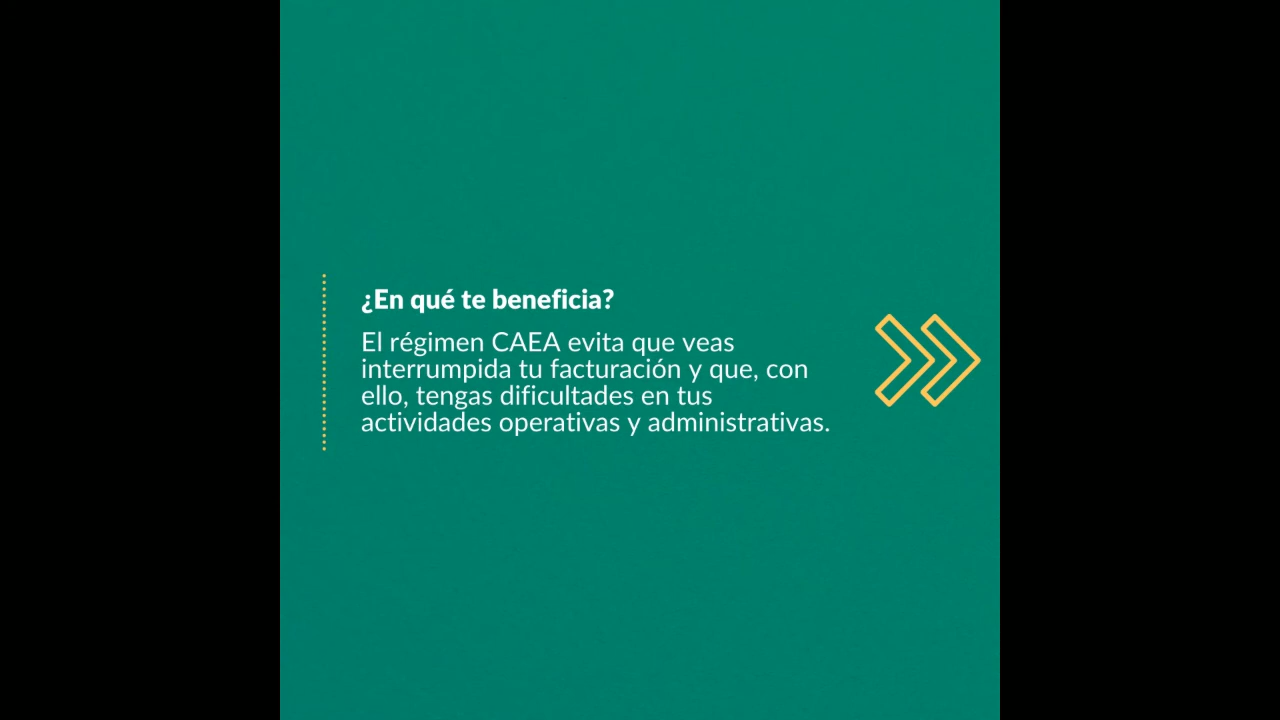 ¿En qué te beneficia?
El régimen CAEA evita que veas
interrumpida tu facturación y que, con
ello, tengas dificultades en tus
actividades operativas y administrativas.